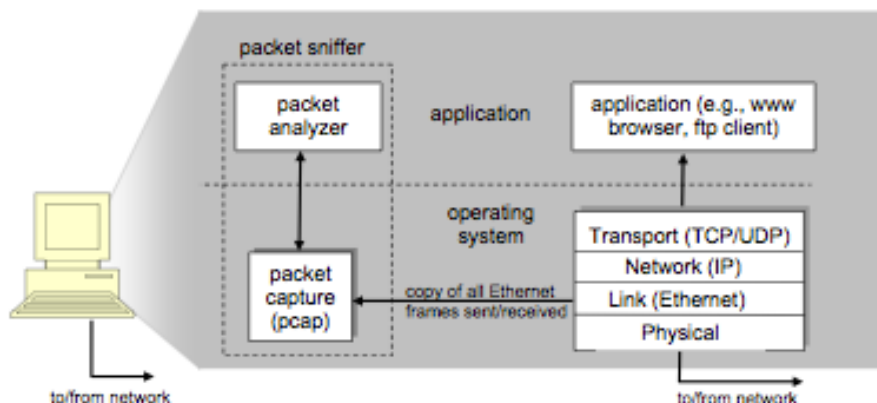 packet sniffer
packet
analyzer
application
application (e.g., www
browser, ftp client)
operating
system
packet
capture
(pcap)
copy of all Ethernet
frames sent/received
Transport (TCP/UDP)
Network (IP)
Link (Ethernet)
Physical
to/from network
to/from network